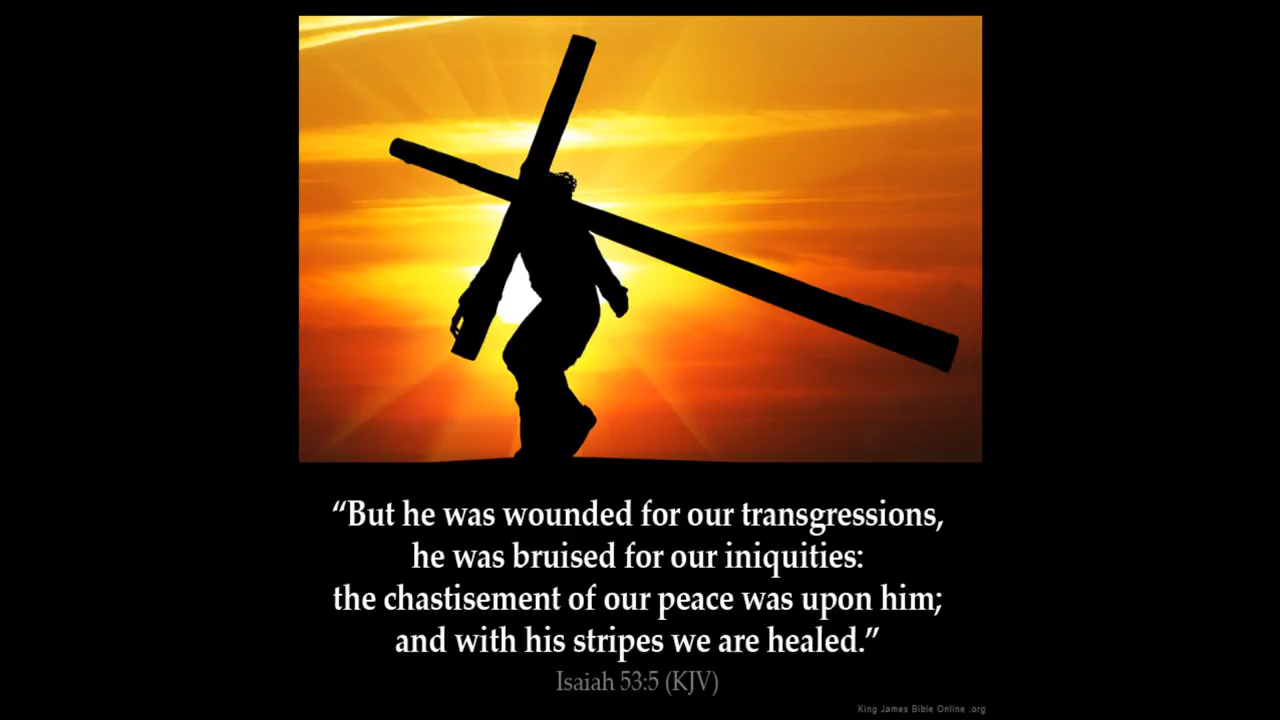 “But he was wounded for our transgressions,
he was bruised for our iniquities:
the chastisement of our peace was upon him;
and with his stripes we are healed.”
Isaiah 53:5 (KJV)
King James Bible Online .org